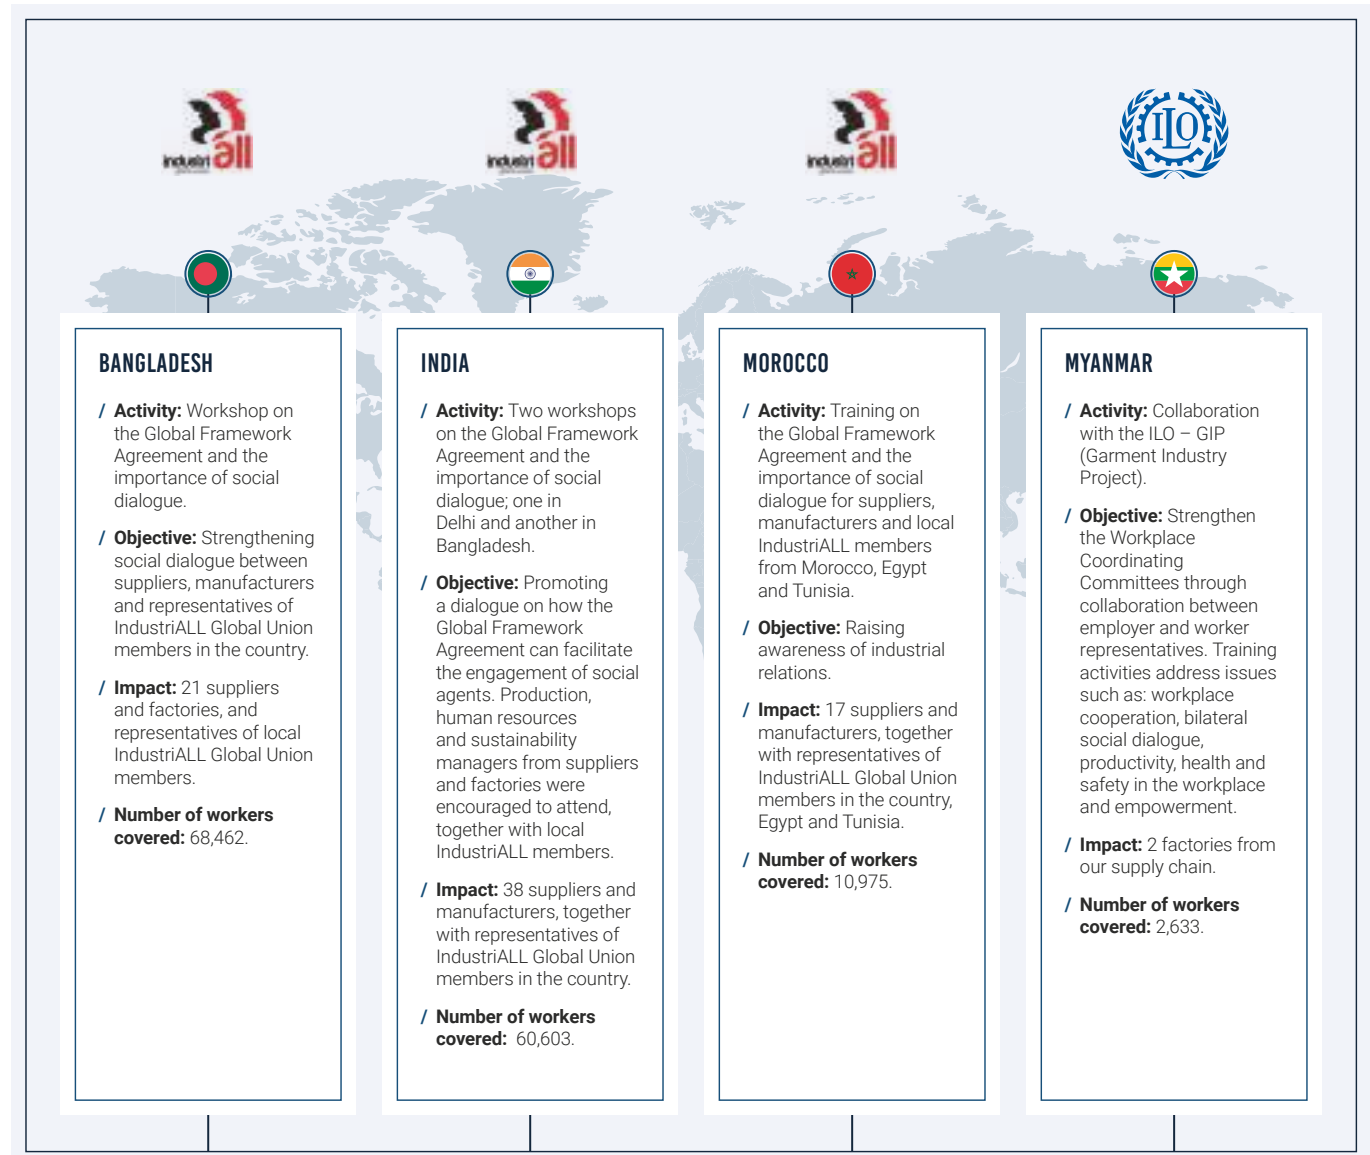 industri áll
industri áll
industri áll
ILO
BANGLADESH
/ Activity: Workshop on
the Global Framework
Agreement and the
importance of social
dialogue.
/ Objective: Strengthening
social dialogue between
suppliers, manufacturers
and representatives of
IndustriALL Global Union
members in the country.
/ Impact: 21 suppliers
and factories, and
representatives of local
IndustriALL Global Union
members.
/ Number of workers
covered: 68,462.
INDIA
/ Activity: Two workshops
on the Global Framework
Agreement and the
importance of social
dialogue; one in
Delhi and another in
Bangladesh.
/ Objective: Promoting
a dialogue on how the
Global Framework
Agreement can facilitate
the engagement of social
agents. Production,
human resources
and sustainability
managers from suppliers
and factories were
encouraged to attend,
together with local
IndustriALL members.
/ Impact: 38 suppliers and
manufacturers, together
with representatives of
IndustriALL Global Union
members in the country.
/ Number of workers
covered: 60,603.
MOROCCO
/ Activity: Training on
the Global Framework
Agreement and the
importance of social
dialogue for suppliers,
manufacturers and local
IndustriALL members
from Morocco, Egypt
and Tunisia.
/ Objective: Raising
awareness of industrial
relations.
/ Impact: 17 suppliers and
manufacturers, together
with representatives of
IndustriALL Global Union
members in the country,
Egypt and Tunisia.
/ Number of workers
covered: 10,975.
MYANMAR
/ Activity: Collaboration
with the ILO – GIP
(Garment Industry
Project).
/ Objective: Strengthen
the Workplace
Coordinating
Committees through
collaboration between
employer and worker
representatives. Training
activities address issues
such as: workplace
cooperation, bilateral
social dialogue,
productivity, health and
safety in the workplace
and empowerment.
/ Impact: 2 factories from
our supply chain.
/ Number of workers
covered: 2,633.